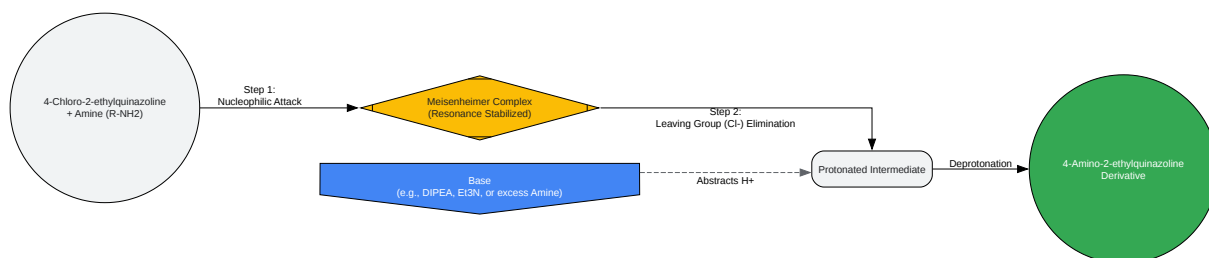 4-Chloro-2-ethylquinazoline
+ Amine (R-NH2)
Step 1:
Nucleophilic Attack
Meisenheimer Complex
(Resonance Stabilized)
Step 2:
Leaving Group (Cl-) Elimination
Base
(e.g., DIPEA, Et3N, or excess Amine)
Abstracts H+
Protonated Intermediate
Deprotonation
4-Amino-2-ethylquinazoline
Derivative